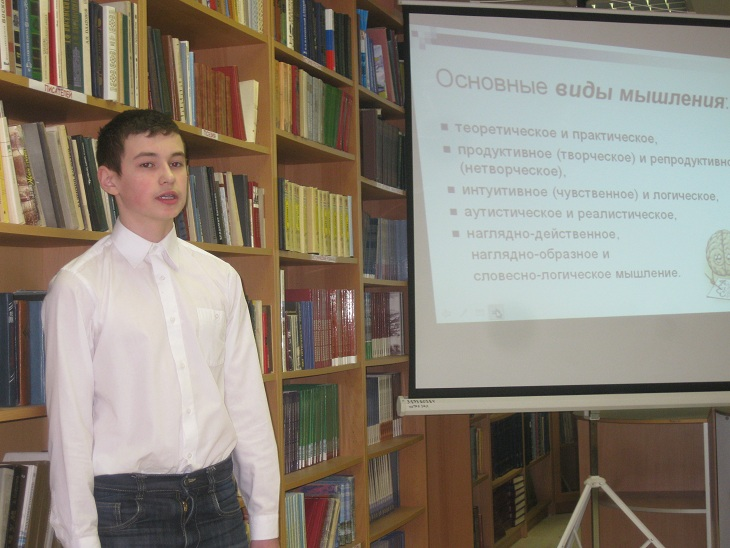 ПИСАТЕЛЕЙ
Основные виды мышления:
теоретическое и практическое,
продуктивное (творческое) и репродуктивно
(нетворческое),
интуитивное (чувственное) и логическое,
аутистическое и реалистическое,
наглядно-действенное,
наглядно-образное и
словесно-логическое мышление.